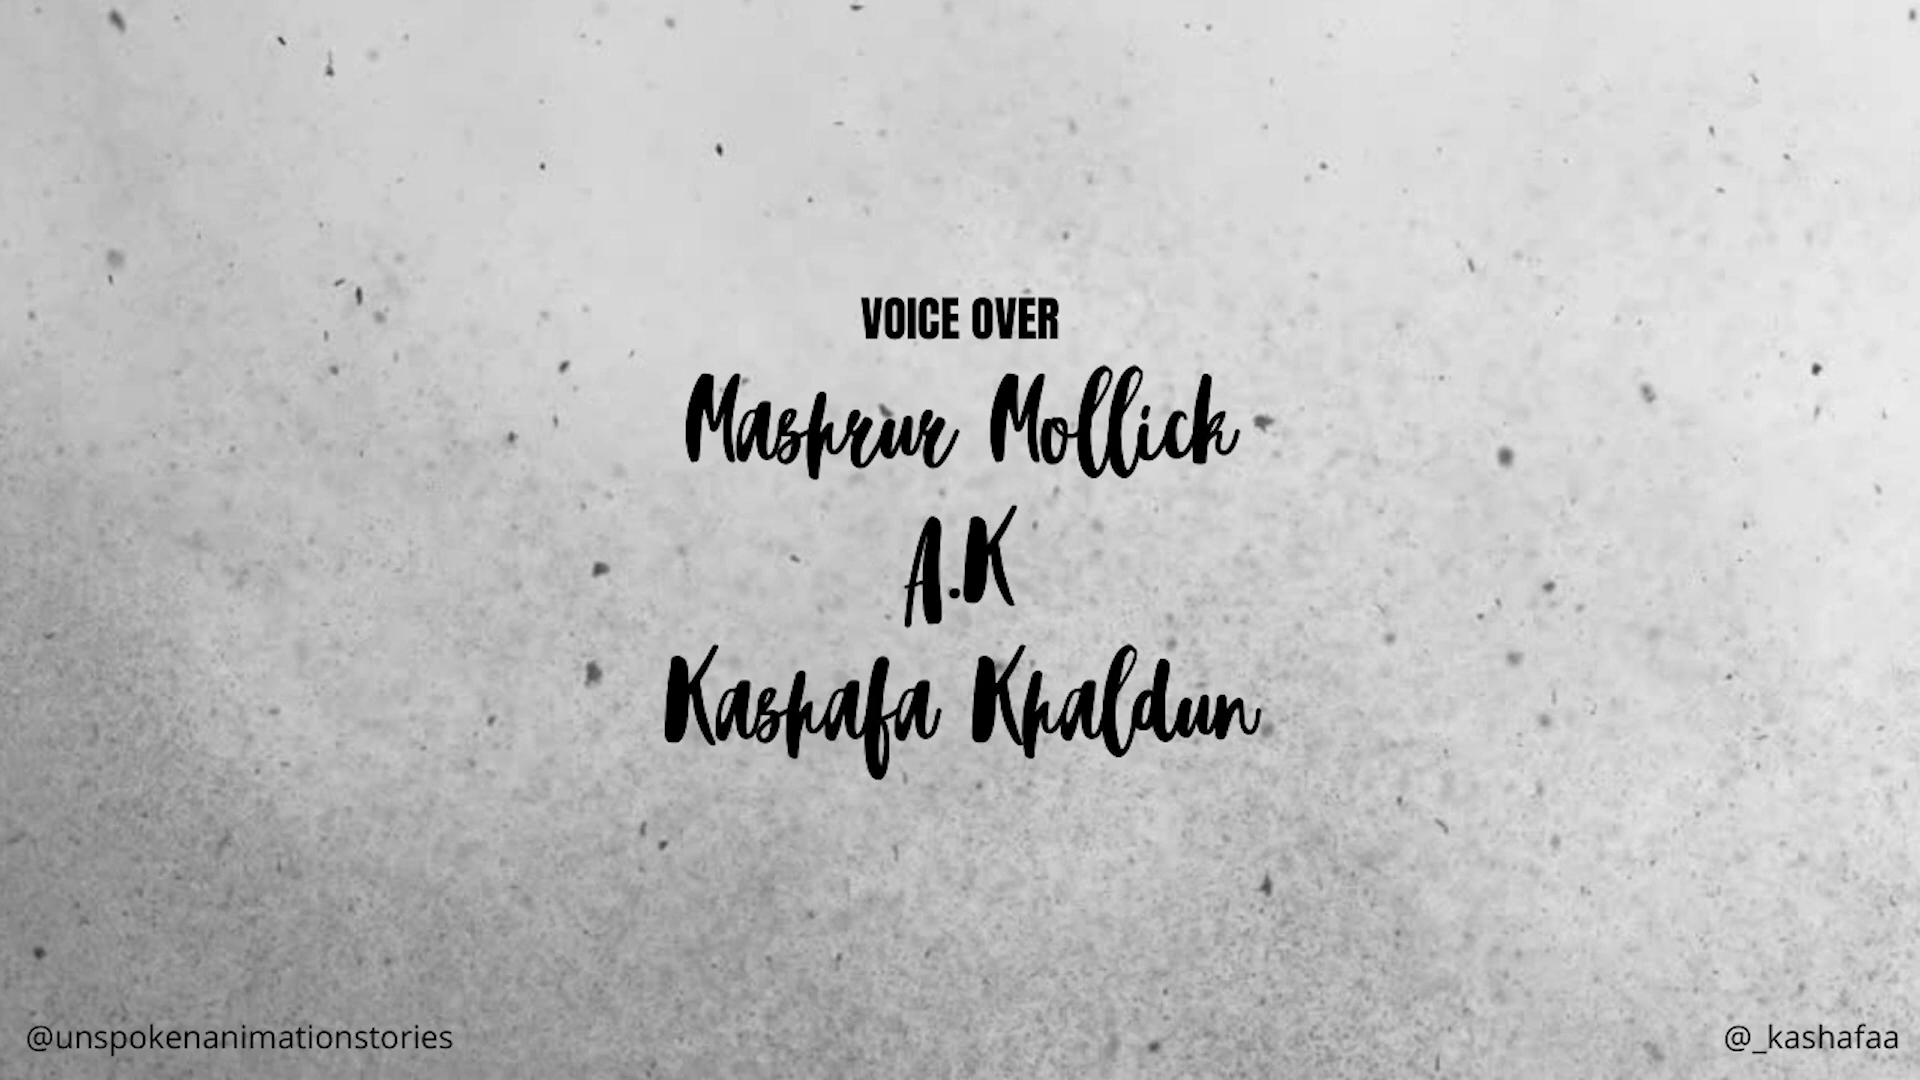 VOICE OVER
Mashrur Mollick
A.K
Kashafa Khaldun
@unspokenanimationstories
@_kashafaa